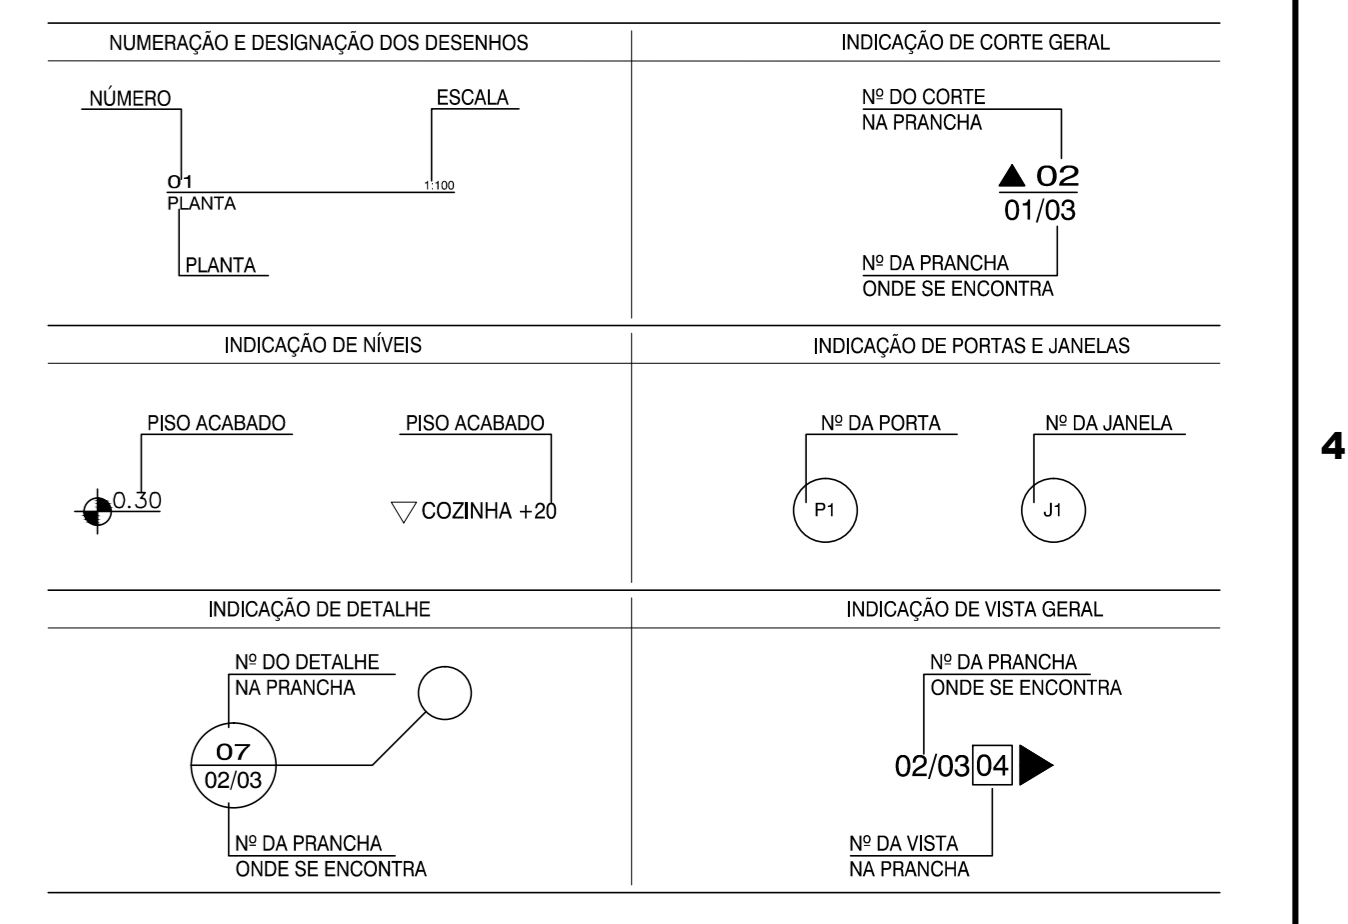 NUMERAÇÃO E DESIGNAÇÃO DOS DESENHOS
NÚMERO
ESCALA
01
1:100
PLANTA
PLANTA
INDICAÇÃO DE CORTE GERAL
Nº DO CORTE
NA PRANCHA
02
01/03
Nº DA PRANCHA
ONDE SE ENCONTRA
INDICAÇÃO DE NÍVEIS
PISO ACABADO
PISO ACABADO
0.30
COZINHA +20
INDICAÇÃO DE PORTAS E JANELAS
Nº DA PORTA
Nº DA JANELA
P1
J1
4
INDICAÇÃO DE DETALHE
Nº DO DETALHE
NA PRANCHA
07
02/03
Nº DA PRANCHA
ONDE SE ENCONTRA
INDICAÇÃO DE VISTA GERAL
Nº DA PRANCHA
ONDE SE ENCONTRA
02/03 04
Nº DA VISTA
NA PRANCHA